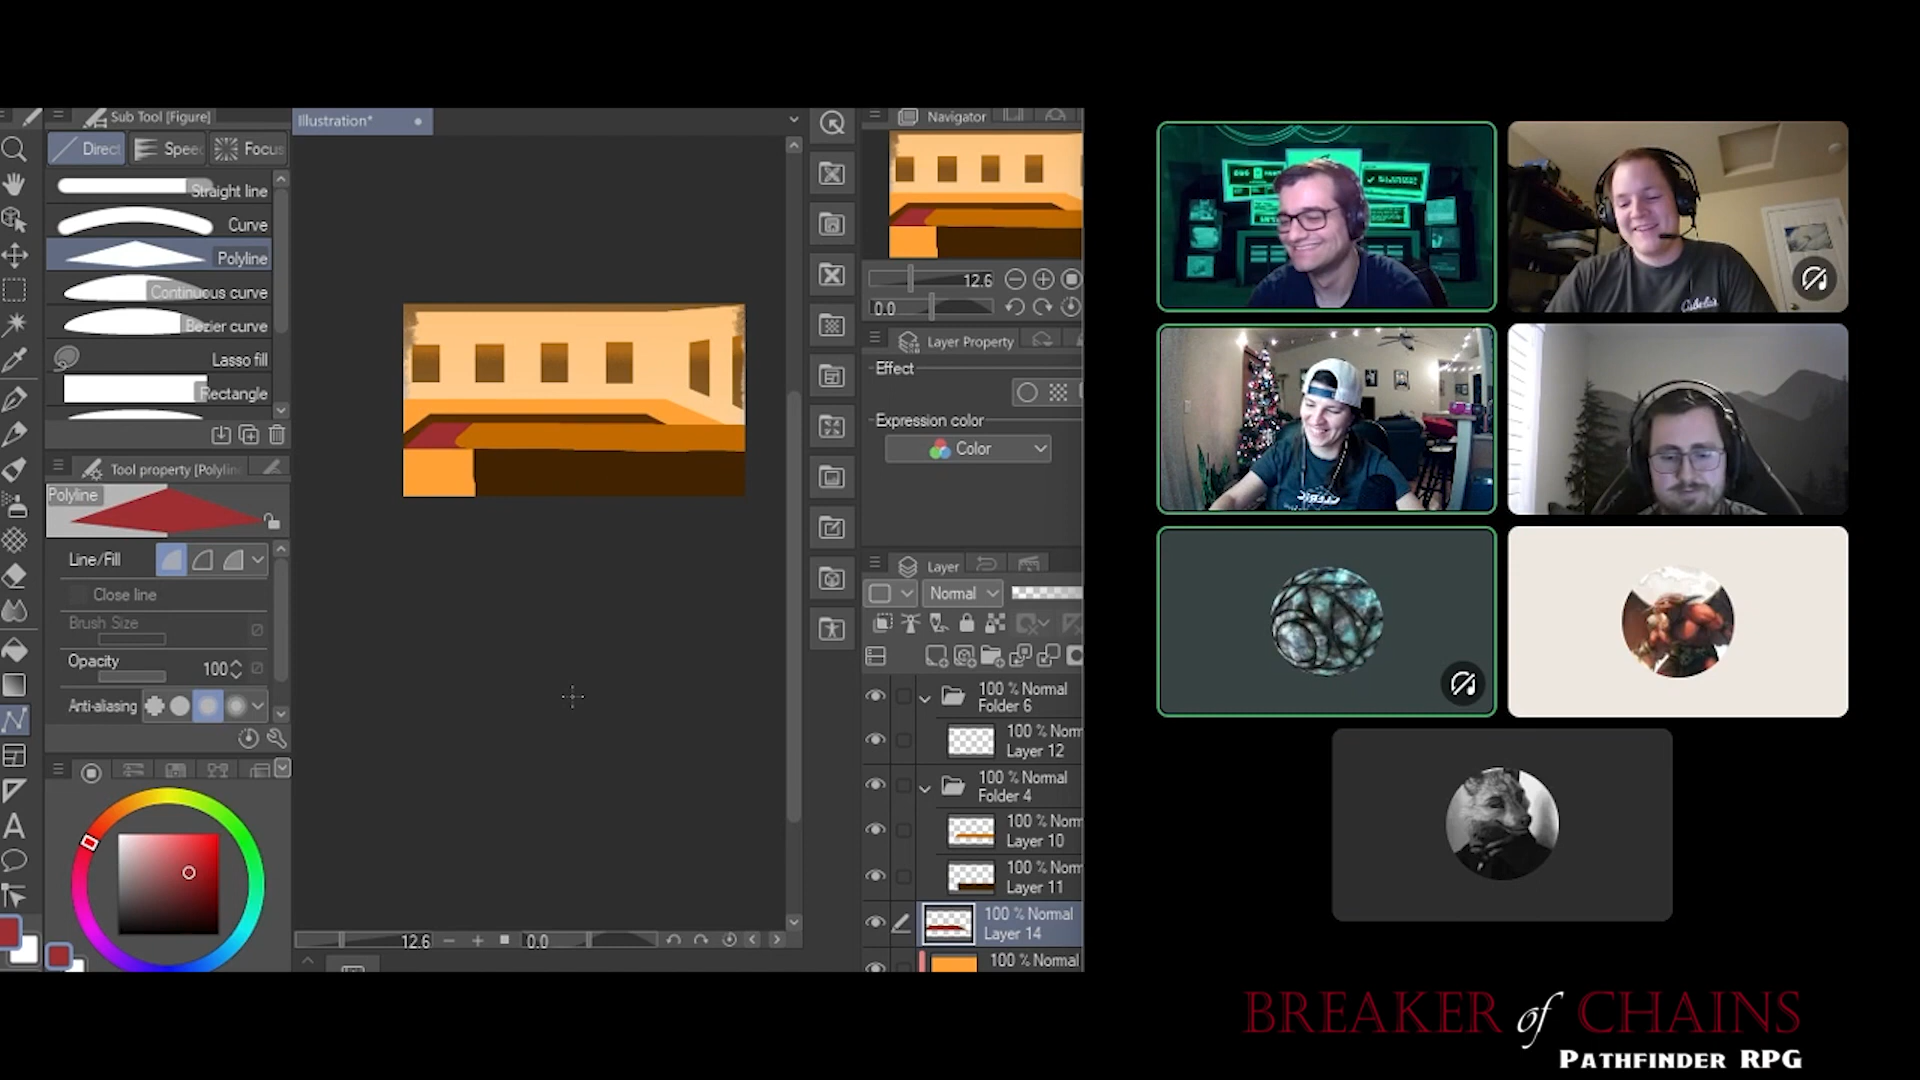 Sub Tool [Figure]
Direct
Speed
Focus
Straight line
Curve
Polyline
Continuous curve
Bezier curve
Lasso fill
Rectangle
Tool property [Polylin
Polyline
Line/Fill
Close line
Brush Size
Opacity
100
Anti-aliasing
Illustration*
12.6
0.0
Navigator
12.6
0.0
Layer Property
Effect
Expression color
Color
Layer
Normal
100 % Normal
Folder 6
100 % Norm
Layer 12
100 % Normal
Folder 4
100 % Norm
Layer 10
100 % Norm
Layer 11
100 % Normal
Layer 14
100 % Normal
BREAKER of CHAINS
PATHFINDER RPG